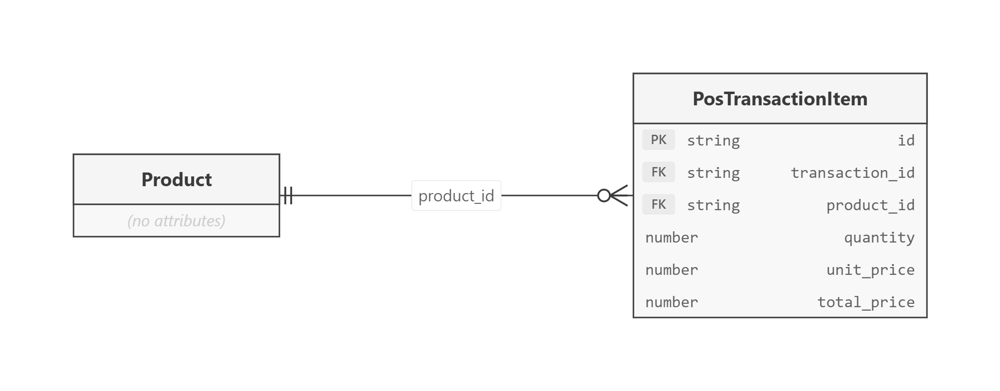 Product
(no attributes)
product_id
PosTransactionItem
PK string id
FK string transaction_id
FK string product_id
number quantity
number unit_price
number total_price